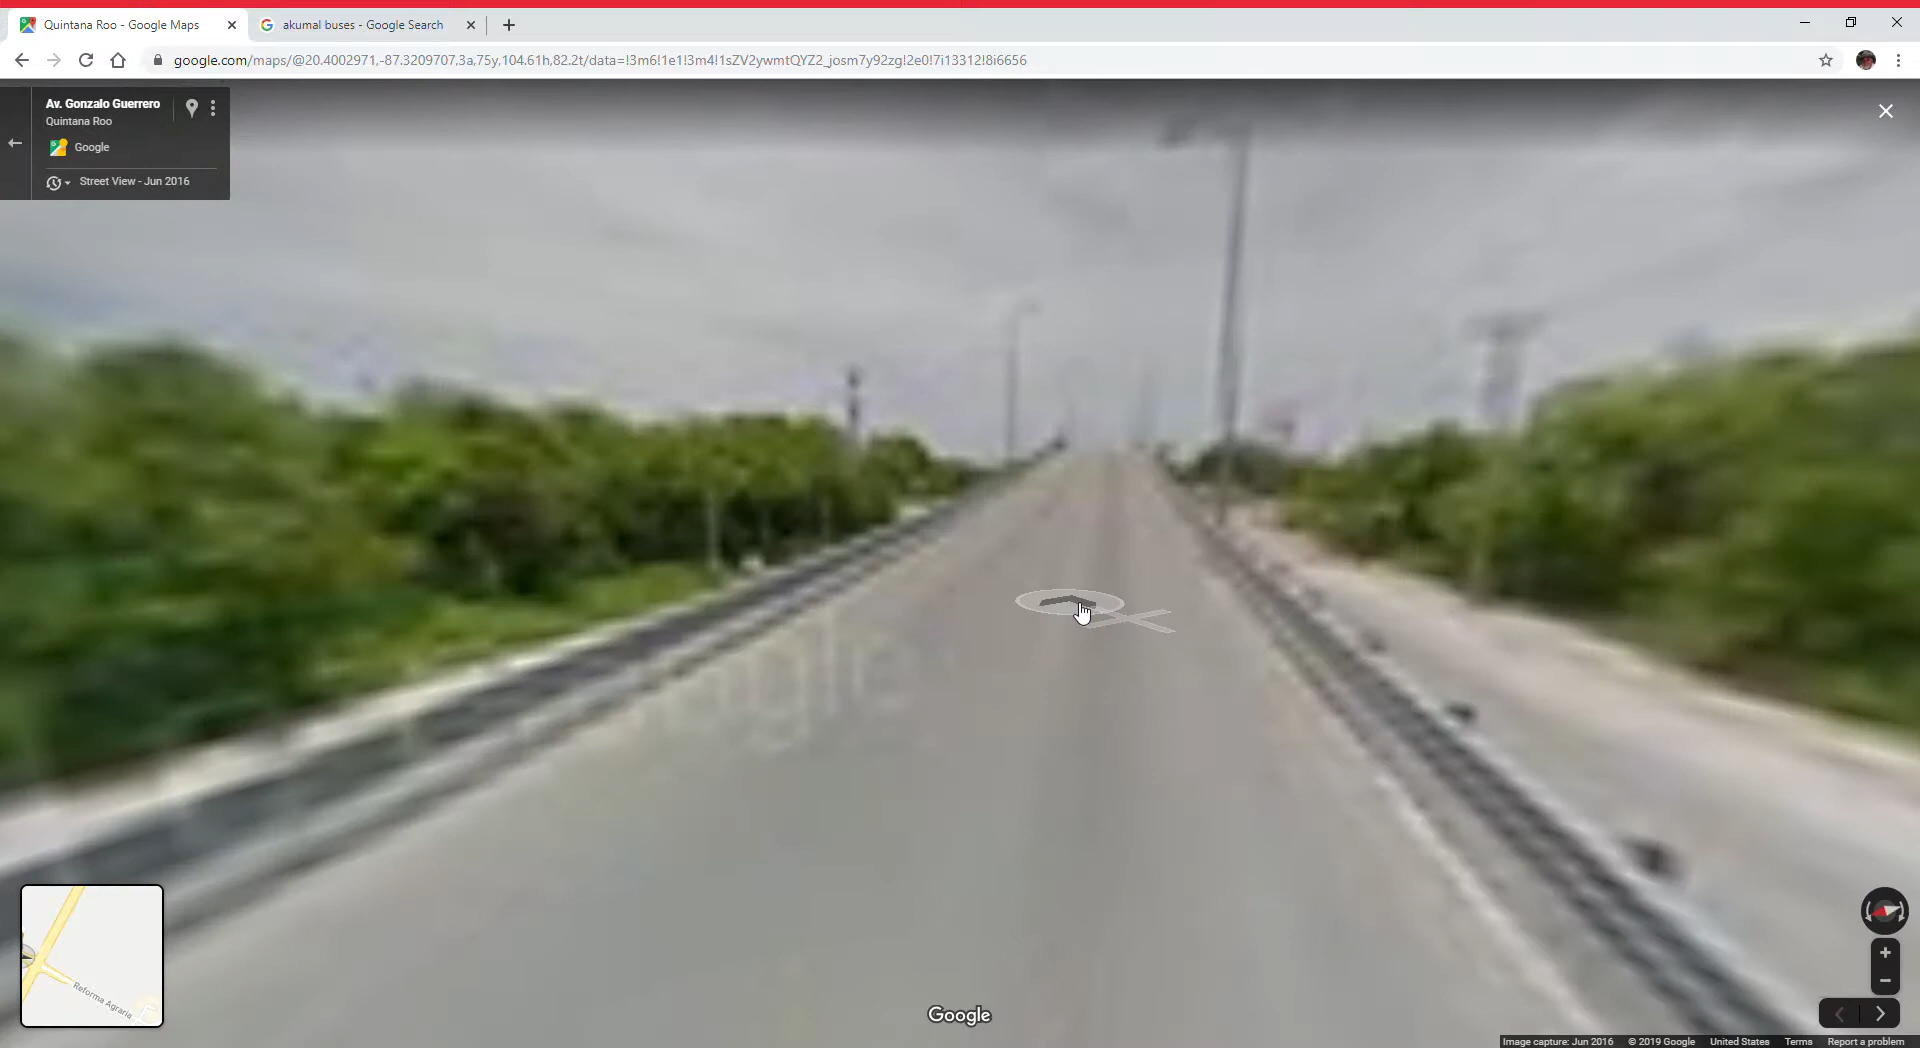 Quintana Roo - Google Maps
akumal buses - Google Search
google.com/maps/@20.4002971,-87.3209707,3a,75y,104.61h,82.2t/data=!3m6!1e1!3m4!1sZV2ywmtQYZ2_josm7y92zg!2e0!7i13312!8i6656
Av. Gonzalo Guerrero
Quintana Roo
Google
Street View - Jun 2016
Reforma Agraria
Google
Image capture: Jun 2016 © 2019 Google United States Terms Report a problem